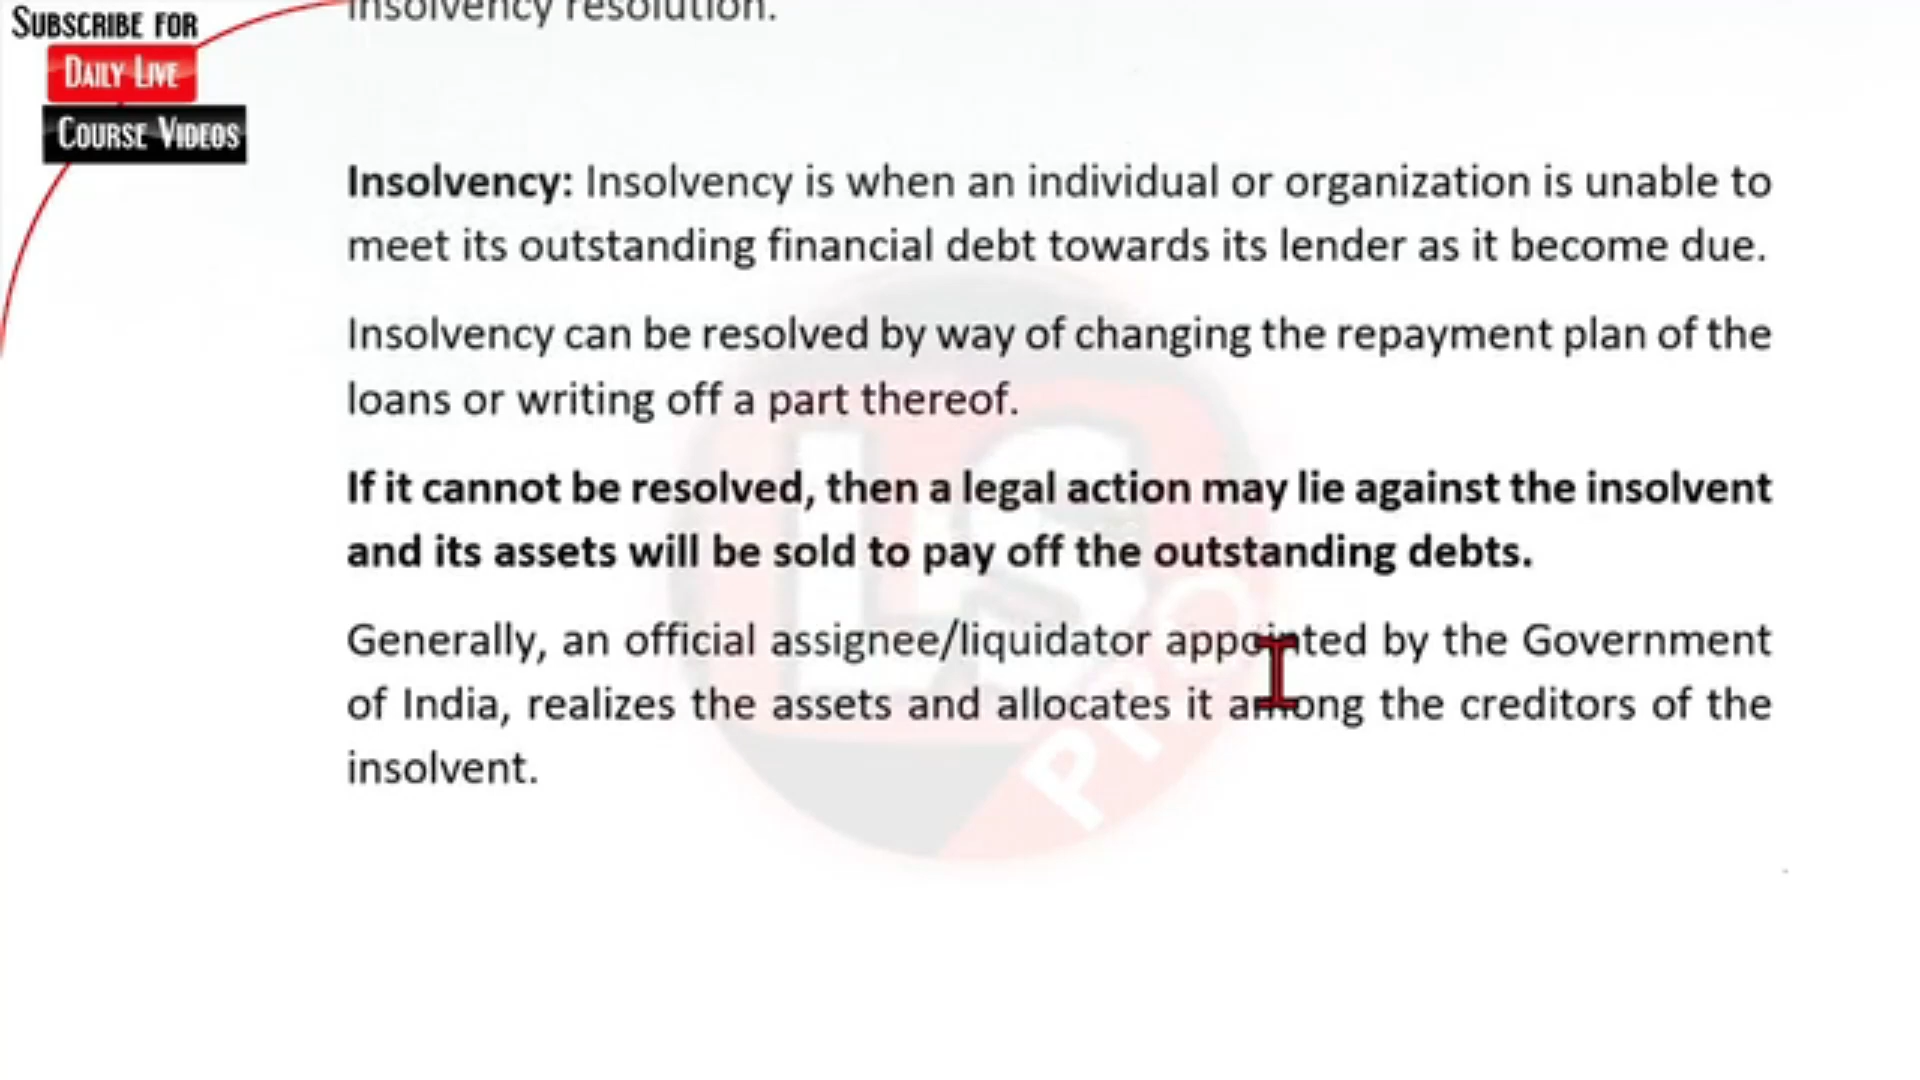 SUBSCRIBE FOR
DAILY LIVE
COURSE VIDEOS
insolvency resolution.
Insolvency: Insolvency is when an individual or organization is unable to
meet its outstanding financial debt towards its lender as it become due.
Insolvency can be resolved by way of changing the repayment plan of the
loans or writing off a part thereof.
If it cannot be resolved, then a legal action may lie against the insolvent
and its assets will be sold to pay off the outstanding debts.
Generally, an official assignee/liquidator appointed by the Government
of India, realizes the assets and allocates it among the creditors of the
insolvent.
LS
PRO